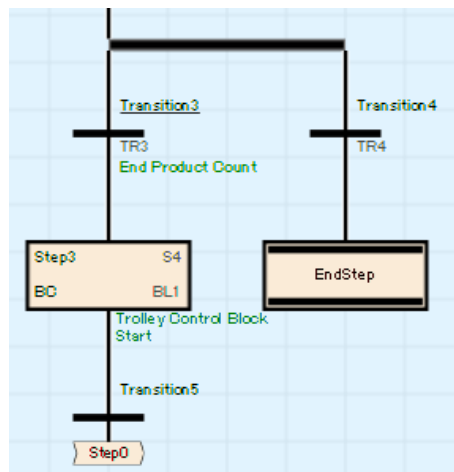 Transition3
Transition4
TR3
TR4
End Product Count
Step3
S4
BC
BL1
EndStep
Trolley Control Block
Start
Transition5
Step0